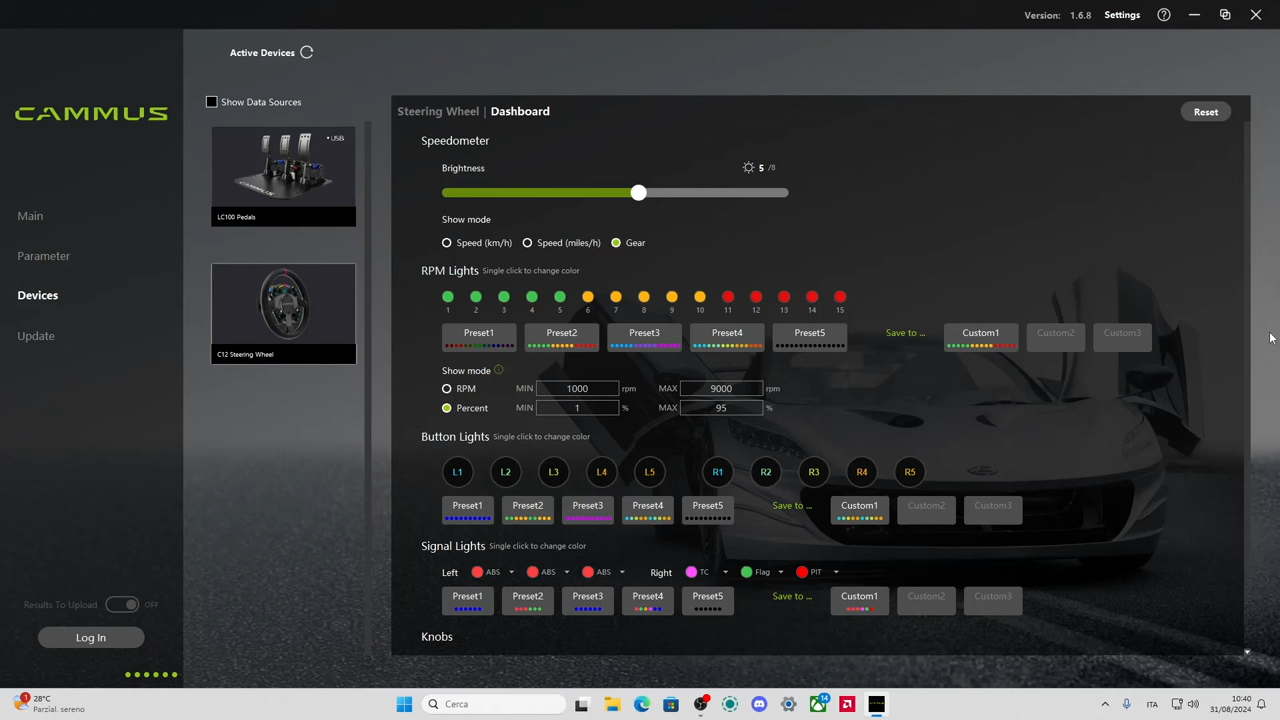 Version: 1.6.8 Settings
Active Devices
CAMMUS
Show Data Sources
Steering Wheel | Dashboard Reset
USB
LC100 Pedals
C12 Steering Wheel
Main
Parameter
Devices
Update
Results To Upload OFF
Log In
Speedometer
Brightness 5 /8
Show mode
Speed (km/h) Speed (miles/h) Gear
RPM Lights Single click to change color
1 2 3 4 5 6 7 8 9 10 11 12 13 14 15
Preset1 Preset2 Preset3 Preset4 Preset5 Save to ... Custom1 Custom2 Custom3
Show mode
RPM MIN 1000 rpm MAX 9000 rpm
Percent MIN 1 % MAX 95 %
Button Lights Single click to change color
L1 L2 L3 L4 L5 R1 R2 R3 R4 R5
Preset1 Preset2 Preset3 Preset4 Preset5 Save to ... Custom1 Custom2 Custom3
Signal Lights Single click to change color
Left ABS ABS ABS Right TC Flag PIT
Preset1 Preset2 Preset3 Preset4 Preset5 Save to ... Custom1 Custom2 Custom3
Knobs
1 28°C
Parzial. sereno
Cerca
14
ITA
10:40
31/08/2024